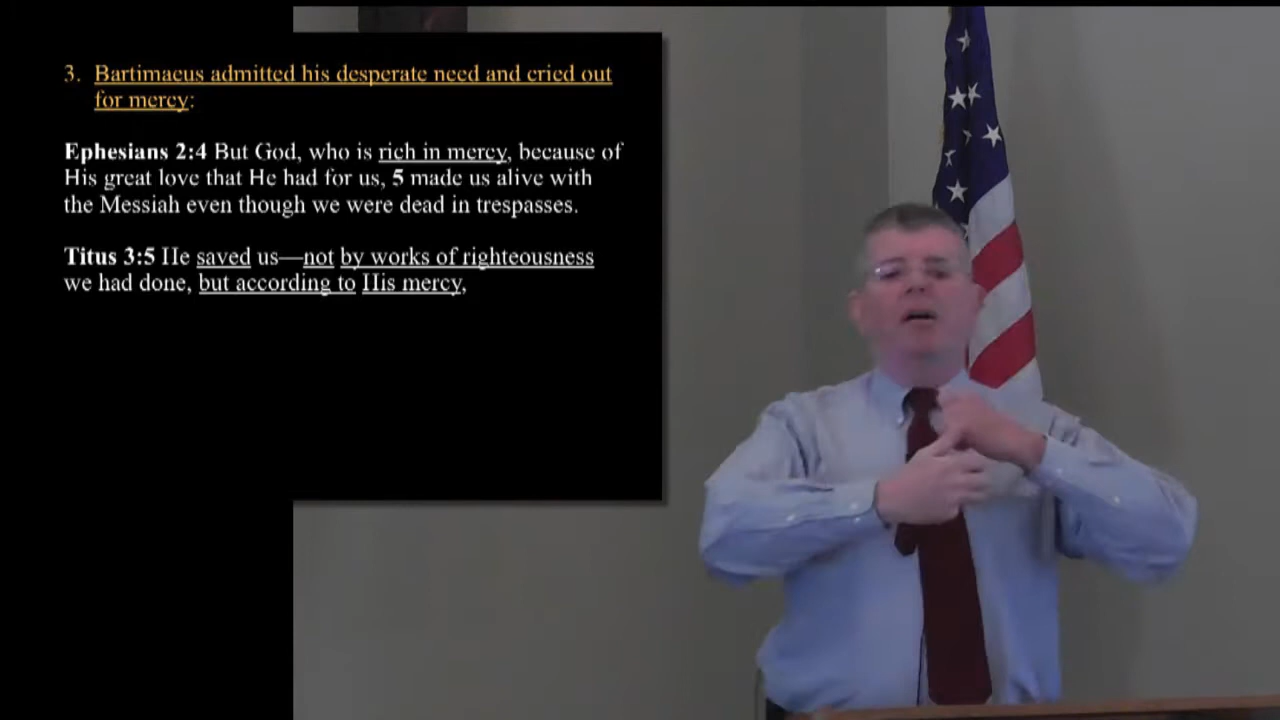 3. Bartimaeus admitted his desperate need and cried out
for mercy:
Ephesians 2:4 But God, who is rich in mercy, because of
His great love that He had for us, 5 made us alive with
the Messiah even though we were dead in trespasses.
Titus 3:5 He saved us—not by works of righteousness
we had done, but according to His mercy,